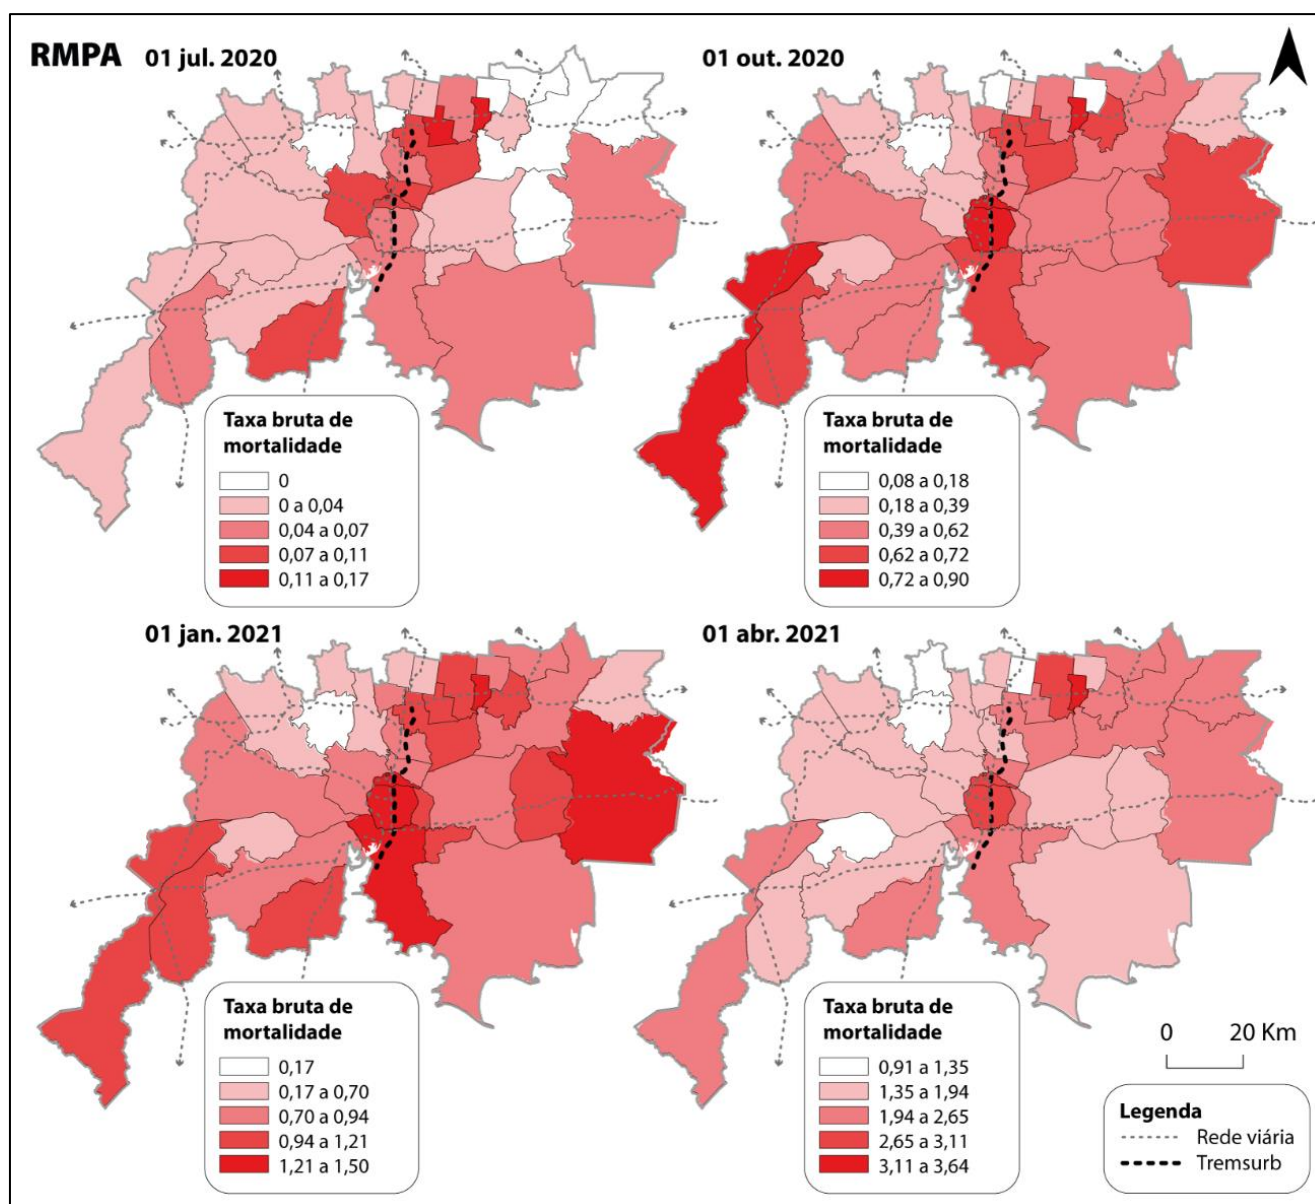 RMPA
01 jul. 2020
Taxa bruta de
mortalidade
0
0 a 0,04
0,04 a 0,07
0,07 a 0,11
0,11 a 0,17
01 out. 2020
Taxa bruta de
mortalidade
0,08 a 0,18
0,18 a 0,39
0,39 a 0,62
0,62 a 0,72
0,72 a 0,90
01 jan. 2021
Taxa bruta de
mortalidade
0,17
0,17 a 0,70
0,70 a 0,94
0,94 a 1,21
1,21 a 1,50
01 abr. 2021
Taxa bruta de
mortalidade
0,91 a 1,35
1,35 a 1,94
1,94 a 2,65
2,65 a 3,11
3,11 a 3,64
0 20 Km
Legenda
Rede viária
Tremsurb